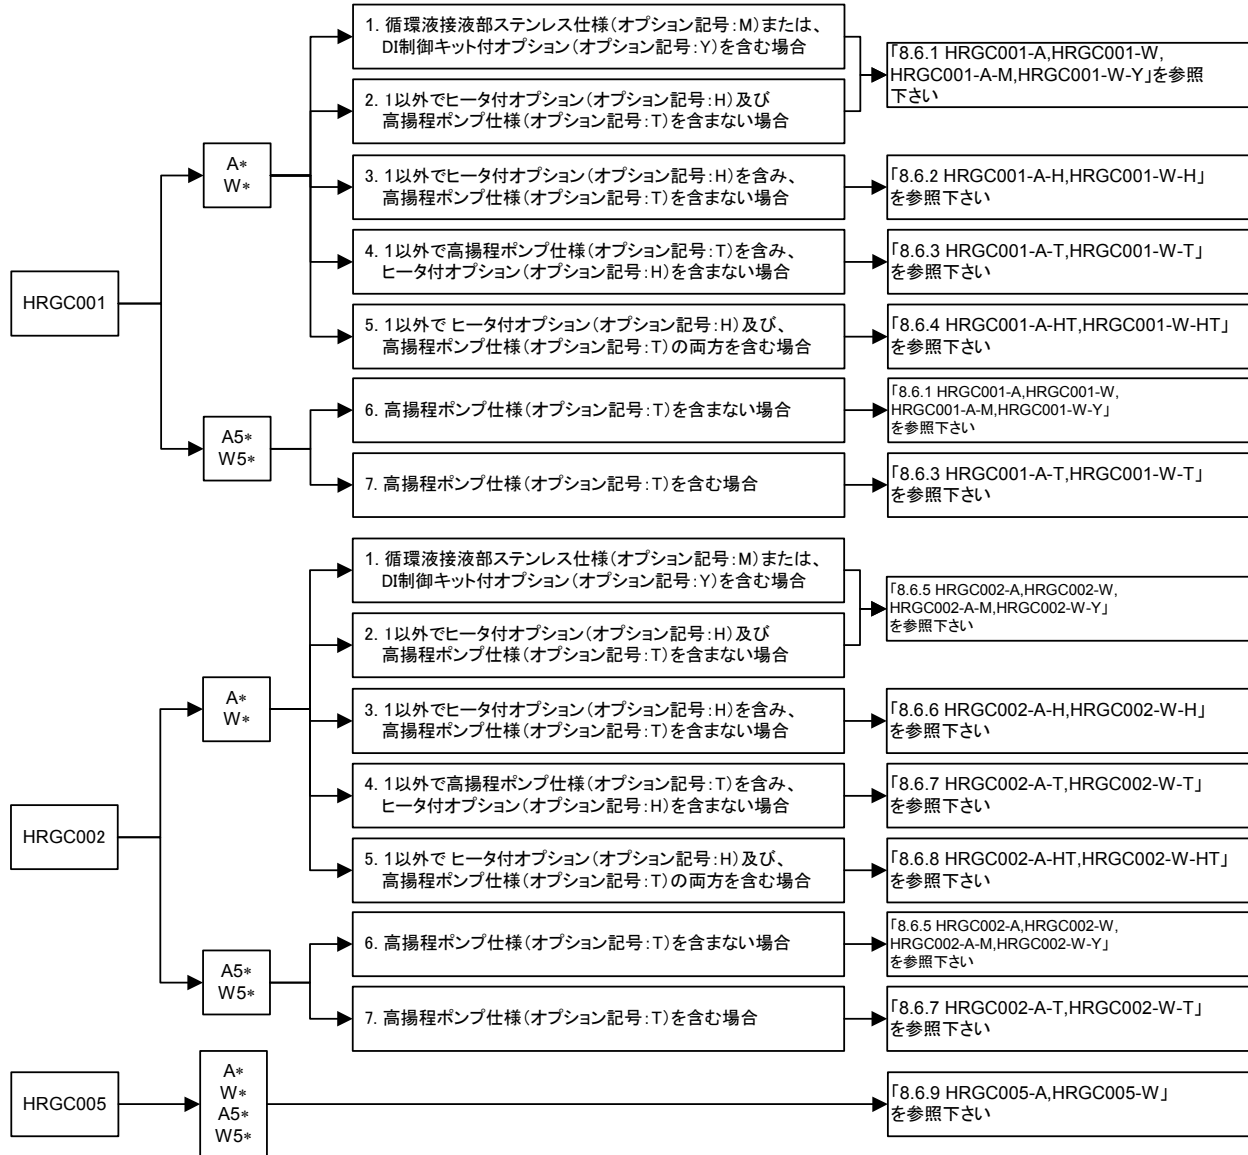 HRGC001
A*
W*
1. 循環液接液部ステンレス仕様(オプション記号:M)または、
DI制御キット付オプション(オプション記号:Y)を含む場合
2. 1以外でヒータ付オプション(オプション記号:H)及び
高揚程ポンプ仕様(オプション記号:T)を含まない場合
「8.6.1 HRGC001-A,HRGC001-W,
HRGC001-A-M,HRGC001-W-Y」を参照
下さい
3. 1以外でヒータ付オプション(オプション記号:H)を含み、
高揚程ポンプ仕様(オプション記号:T)を含まない場合
「8.6.2 HRGC001-A-H,HRGC001-W-H」
を参照下さい
4. 1以外で高揚程ポンプ仕様(オプション記号:T)を含み、
ヒータ付オプション(オプション記号:H)を含まない場合
「8.6.3 HRGC001-A-T,HRGC001-W-T」
を参照下さい
5. 1以外で ヒータ付オプション(オプション記号:H)及び、
高揚程ポンプ仕様(オプション記号:T)の両方を含む場合
「8.6.4 HRGC001-A-HT,HRGC001-W-HT」
を参照下さい
A5*
W5*
6. 高揚程ポンプ仕様(オプション記号:T)を含まない場合
「8.6.1 HRGC001-A,HRGC001-W,
HRGC001-A-M,HRGC001-W-Y」
を参照下さい
7. 高揚程ポンプ仕様(オプション記号:T)を含む場合
「8.6.3 HRGC001-A-T,HRGC001-W-T」
を参照下さい
HRGC002
A*
W*
1. 循環液接液部ステンレス仕様(オプション記号:M)または、
DI制御キット付オプション(オプション記号:Y)を含む場合
2. 1以外でヒータ付オプション(オプション記号:H)及び
高揚程ポンプ仕様(オプション記号:T)を含まない場合
「8.6.5 HRGC002-A,HRGC002-W,
HRGC002-A-M,HRGC002-W-Y」
を参照下さい
3. 1以外でヒータ付オプション(オプション記号:H)を含み、
高揚程ポンプ仕様(オプション記号:T)を含まない場合
「8.6.6 HRGC002-A-H,HRGC002-W-H」
を参照下さい
4. 1以外で高揚程ポンプ仕様(オプション記号:T)を含み、
ヒータ付オプション(オプション記号:H)を含まない場合
「8.6.7 HRGC002-A-T,HRGC002-W-T」
を参照下さい
5. 1以外で ヒータ付オプション(オプション記号:H)及び、
高揚程ポンプ仕様(オプション記号:T)の両方を含む場合
「8.6.8 HRGC002-A-HT,HRGC002-W-HT」
を参照下さい
A5*
W5*
6. 高揚程ポンプ仕様(オプション記号:T)を含まない場合
「8.6.5 HRGC002-A,HRGC002-W,
HRGC002-A-M,HRGC002-W-Y」
を参照下さい
7. 高揚程ポンプ仕様(オプション記号:T)を含む場合
「8.6.7 HRGC002-A-T,HRGC002-W-T」
を参照下さい
HRGC005
A*
W*
A5*
W5*
「8.6.9 HRGC005-A,HRGC005-W」
を参照下さい